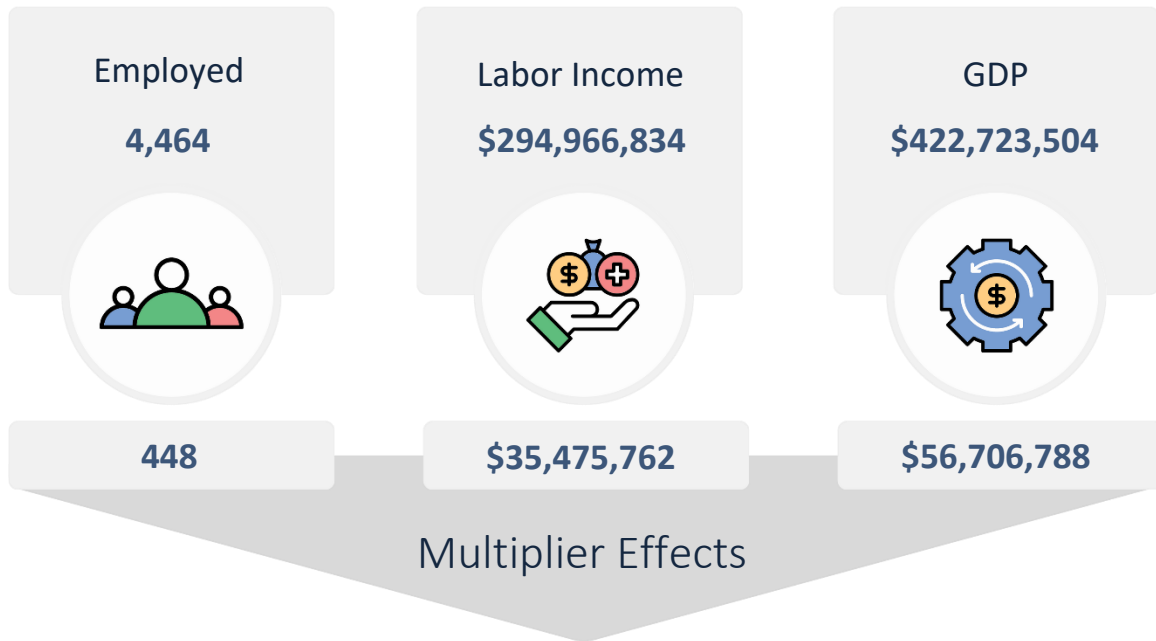 Employed
4,464
Labor Income
$294,966,834
GDP
$422,723,504
$
$
448
$35,475,762
$56,706,788
Multiplier Effects